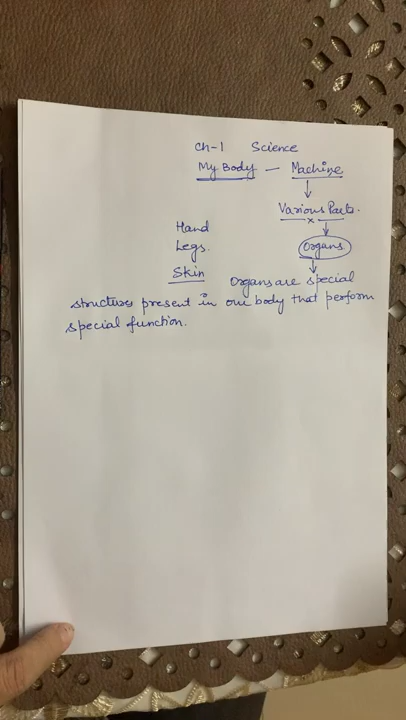 Ch-1 Science
My Body — Machine
↓
Various Parts.
x ↓
Hand
Legs. Organs.
↓
Skin Organs are special
structures present in our body that perform
special function.